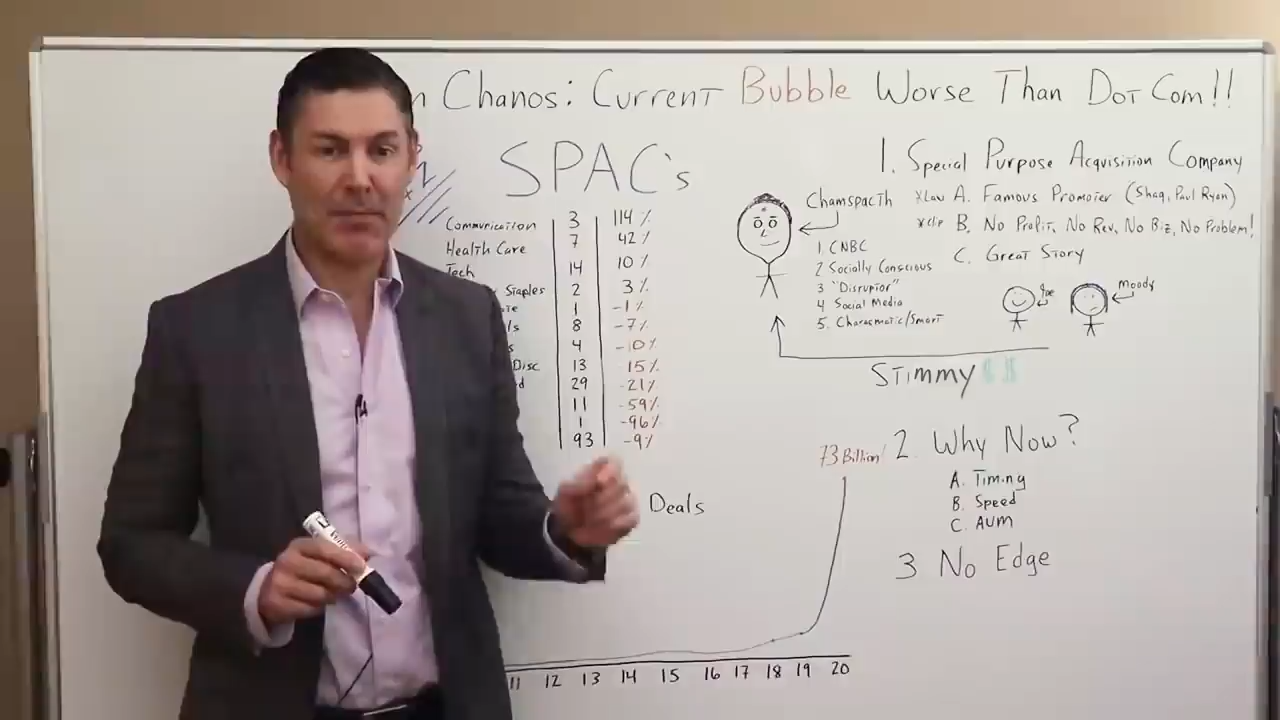 n Chanos: Current Bubble Worse Than Dot Com!!
SPAC's
Communication 3 114%
Health Care 7 42%
Tech 14 10%
Staples 2 3%
1 -1%
8 -7%
4 -10%
Disc 13 -15%
29 -21%
11 -59%
1 -96%
93 -9%
Deals
73 Billion!
11 12 13 14 15 16 17 18 19 20
Chamspacth
1. CNBC
2 Socially Conscious
3 "Disruptor"
4 Social Media
5. Charasmatic/Smart
1. Special Purpose Acquisition Company
*Law A. Famous Promoter (Shaq, Paul Ryan)
*clip B. No Profit, No Rev, No Biz, No Problem!
C. Great Story
Joe
Moody
Stimmy $ $
2. Why Now?
A. Timing
B. Speed
C. AUM
3 No Edge